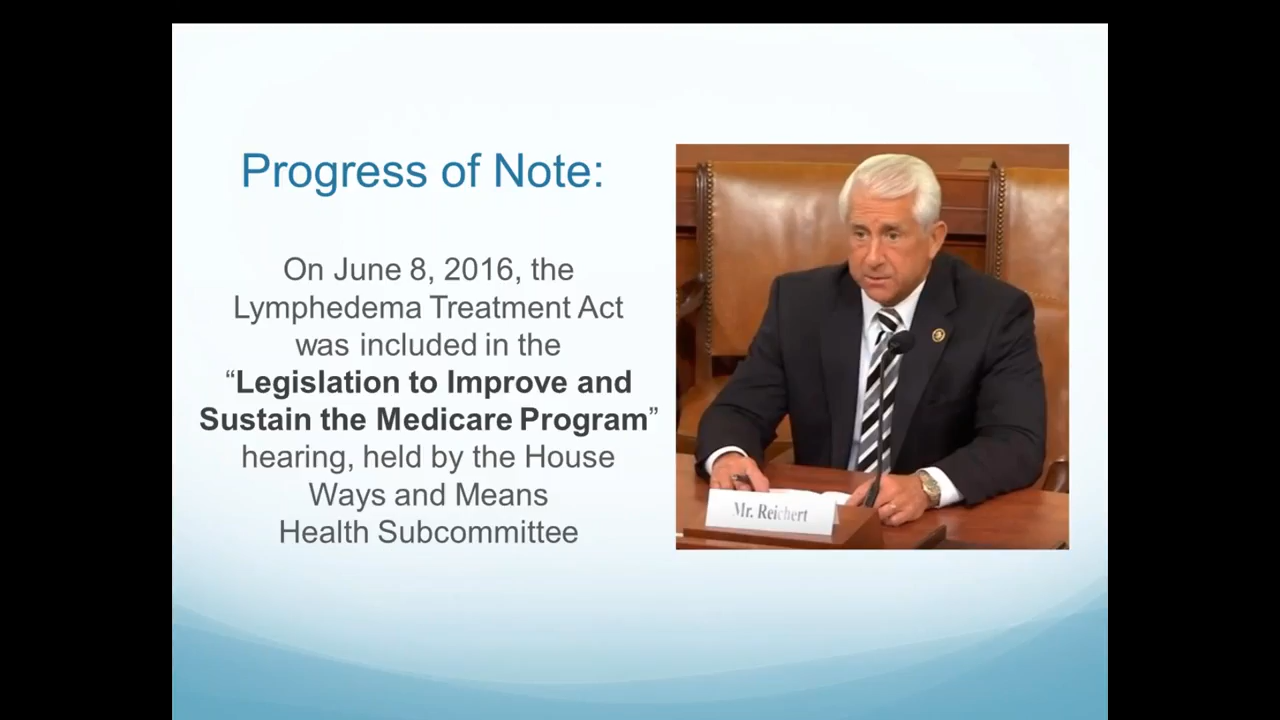 Progress of Note:
On June 8, 2016, the
Lymphedema Treatment Act
was included in the
“Legislation to Improve and
Sustain the Medicare Program”
hearing, held by the House
Ways and Means
Health Subcommittee
Mr. Reichert